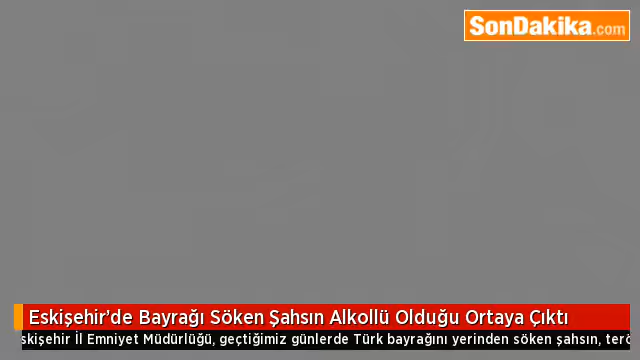 SonDakika.com
Eskişehir'de Bayrağı Söken Şahsın Alkollü Olduğu Ortaya Çıktı
skişehir İl Emniyet Müdürlüğü, geçtiğimiz günlerde Türk bayrağını yerinden söken şahsın, terö